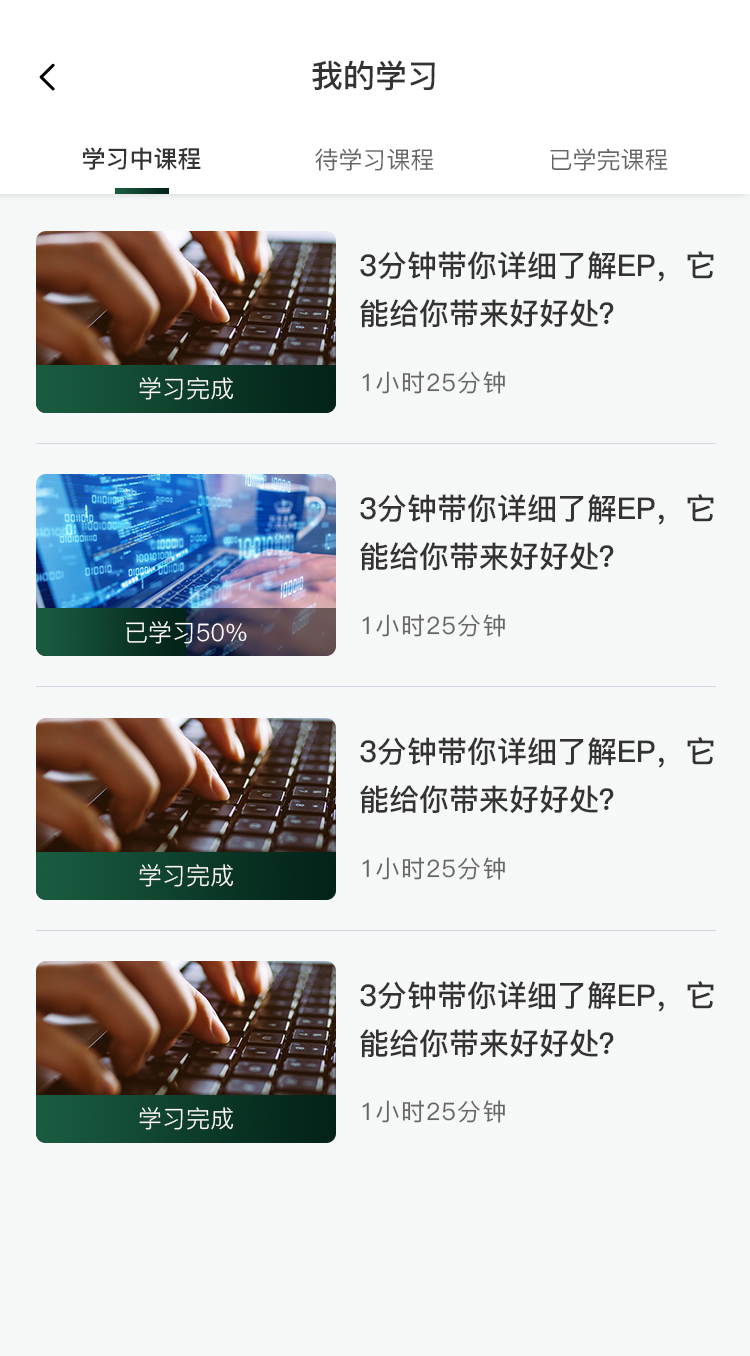 我的学习
学习中课程
待学习课程
已学完课程
3分钟带你详细了解EP，它
能给你带来好好处?
学习完成
1小时25分钟
3分钟带你详细了解EP，它
能给你带来好好处?
已学习50%
1小时25分钟
3分钟带你详细了解EP，它
能给你带来好好处?
学习完成
1小时25分钟
3分钟带你详细了解EP，它
能给你带来好好处?
学习完成
1小时25分钟